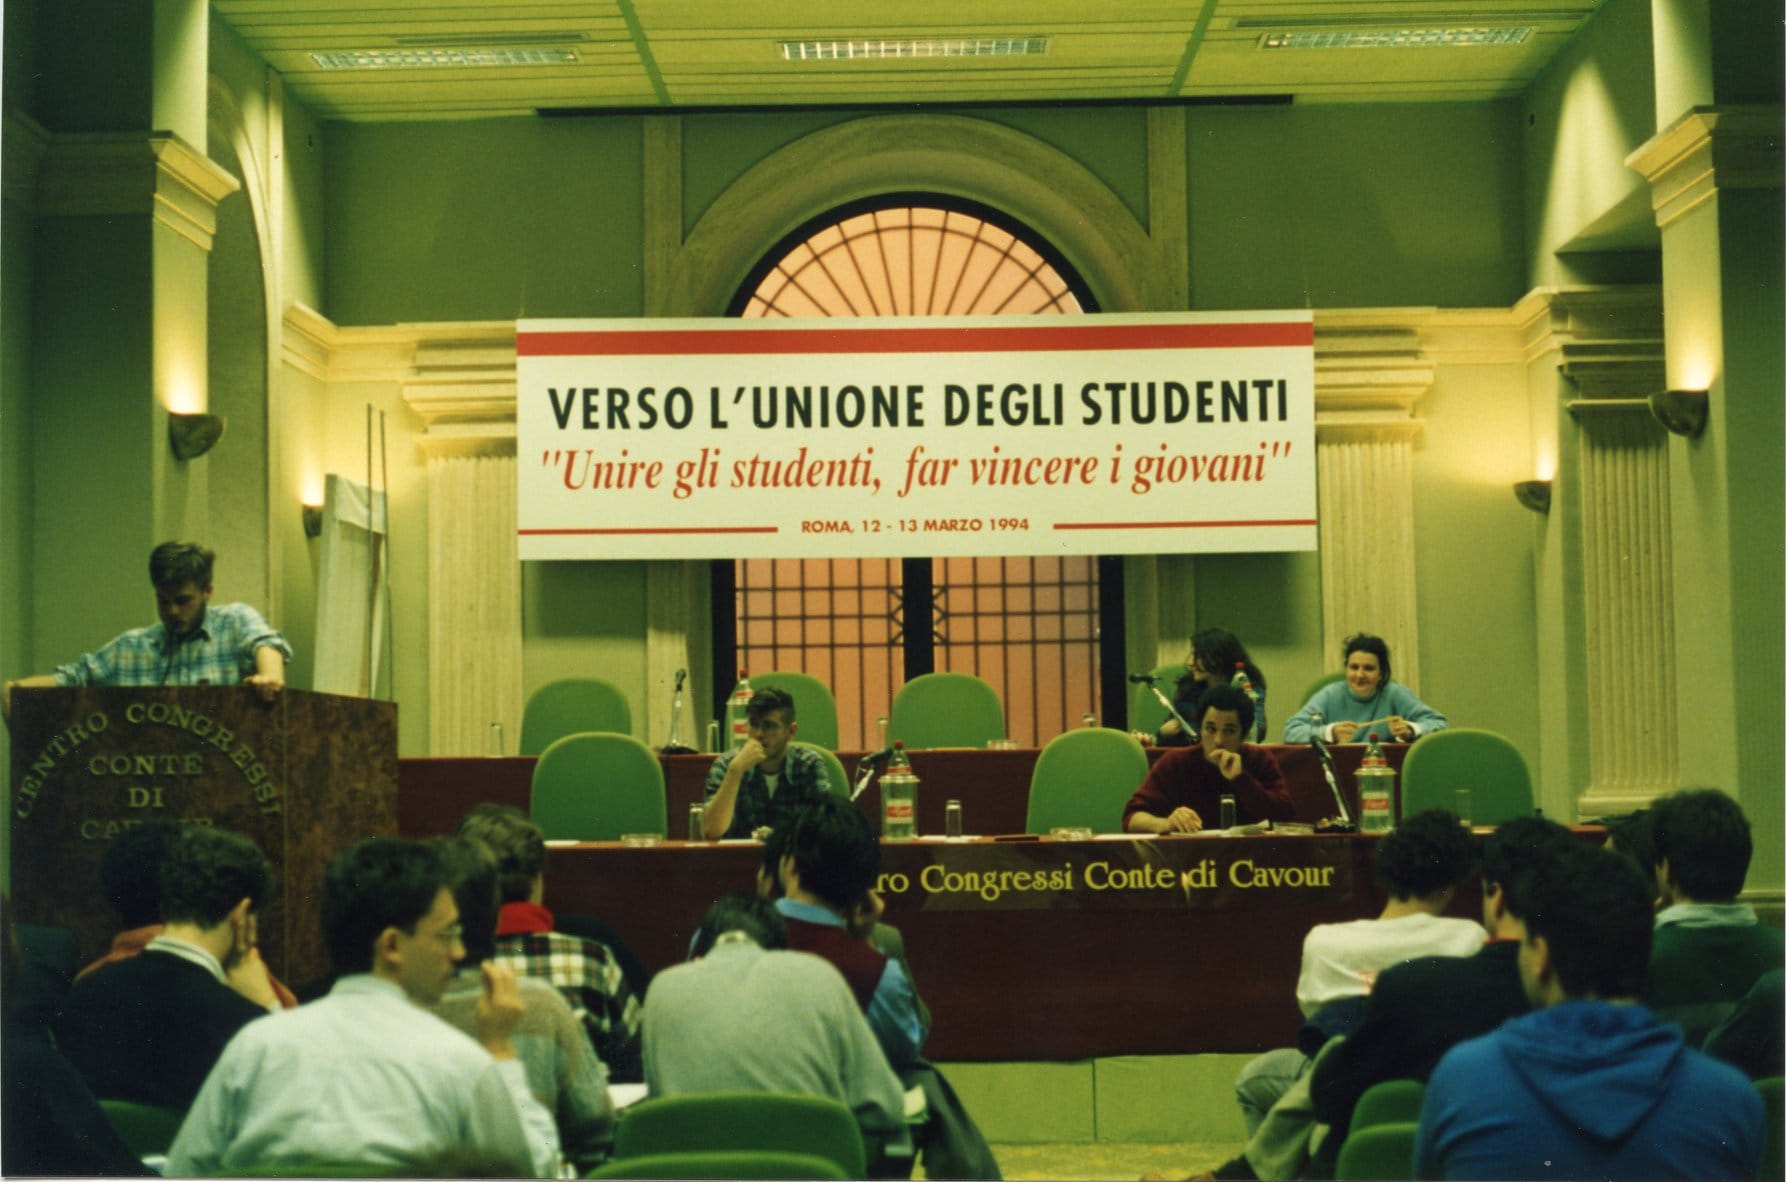 VERSO L'UNIONE DEGLI STUDENTI
"Unire gli studenti, far vincere i giovani"
ROMA, 12 - 13 MARZO 1994
CENTRO CONGRESSI
CONTE
DI
ro Congressi Conte di Cavour